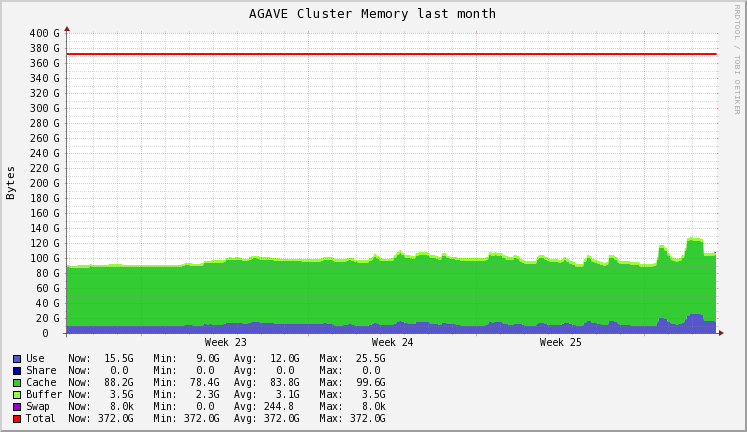 AGAVE Cluster Memory last month
RRDTOOL / TOBI OETIKER
Bytes
400 G
380 G
360 G
340 G
320 G
300 G
280 G
260 G
240 G
220 G
200 G
180 G
160 G
140 G
120 G
100 G
80 G
60 G
40 G
20 G
0
Week 23 Week 24 Week 25
Use Now: 15.5G Min: 9.0G Avg: 12.0G Max: 25.5G
Share Now: 0.0 Min: 0.0 Avg: 0.0 Max: 0.0
Cache Now: 88.2G Min: 78.4G Avg: 83.8G Max: 99.6G
Buffer Now: 3.5G Min: 2.3G Avg: 3.1G Max: 3.5G
Swap Now: 8.0k Min: 0.0 Avg: 244.8 Max: 8.0k
Total Now: 372.0G Min: 372.0G Avg: 372.0G Max: 372.0G